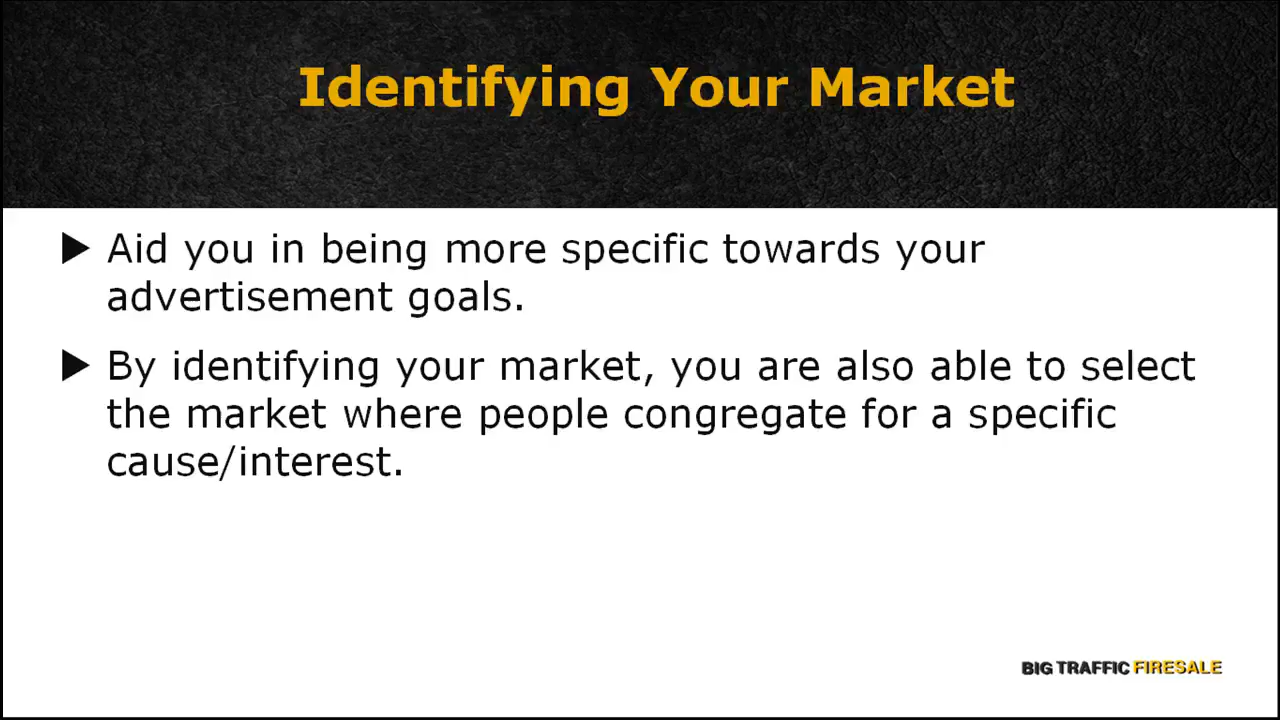 Identifying Your Market
Aid you in being more specific towards your
advertisement goals.
By identifying your market, you are also able to select
the market where people congregate for a specific
cause/interest.
BIG TRAFFIC FIRESALE